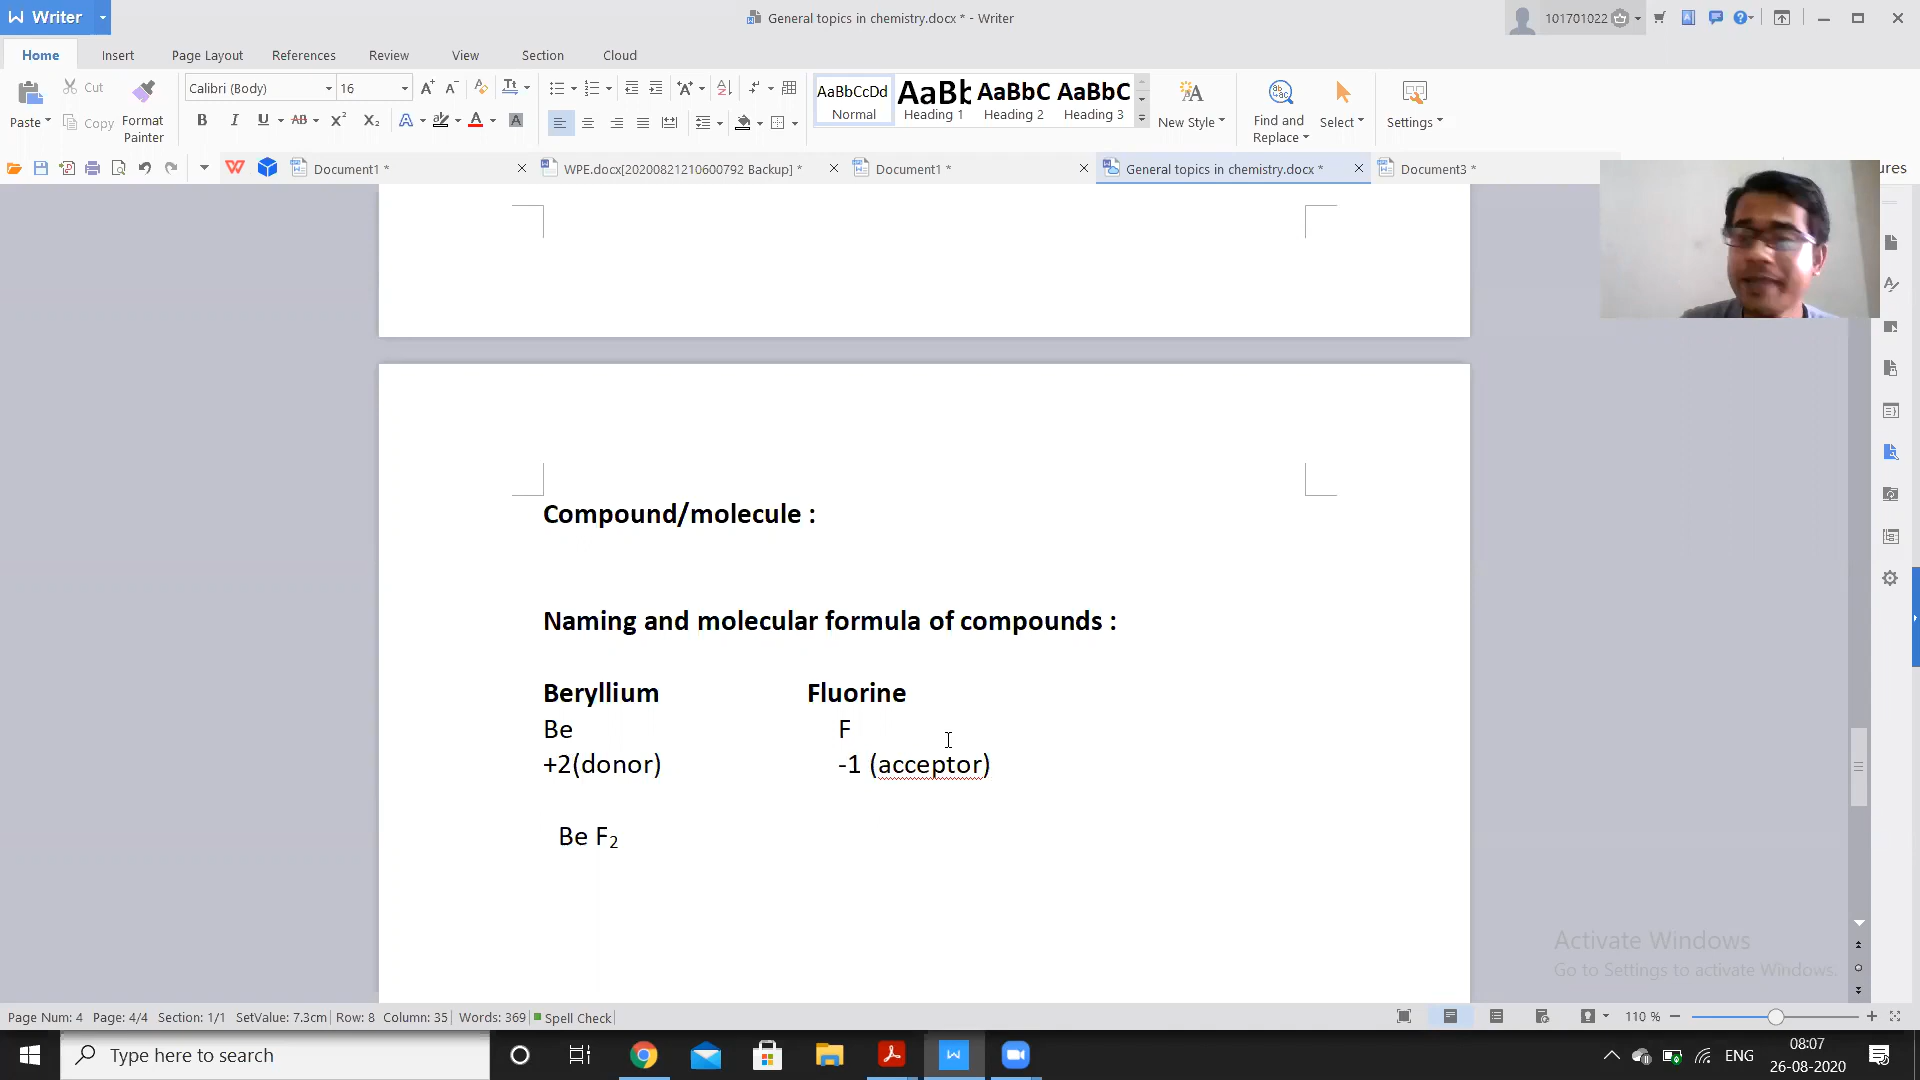 Writer
General topics in chemistry.docx * - Writer
101701022
Home
Insert
Page Layout
References
Review
View
Section
Cloud
Paste
Cut
Copy
Format
Painter
Calibri (Body)
16
AaBbCcDd
Normal
AaBb
Heading 1
AaBbC
Heading 2
AaBbC
Heading 3
New Style
Find and
Replace
Select
Settings
Document1 *
WPE.docx[20200821210600792 Backup] *
Document1 *
General topics in chemistry.docx *
Document3 *
ures
Compound/molecule :
Naming and molecular formula of compounds :
Beryllium Fluorine
Be F
+2(donor) -1 (acceptor)
Be F₂
Activate Windows
Go to Settings to activate Windows.
Page Num: 4 Page: 4/4 Section: 1/1 SetValue: 7.3cm Row: 8 Column: 35 Words: 369 Spell Check
110 %
Type here to search
ENG
08:07
26-08-2020